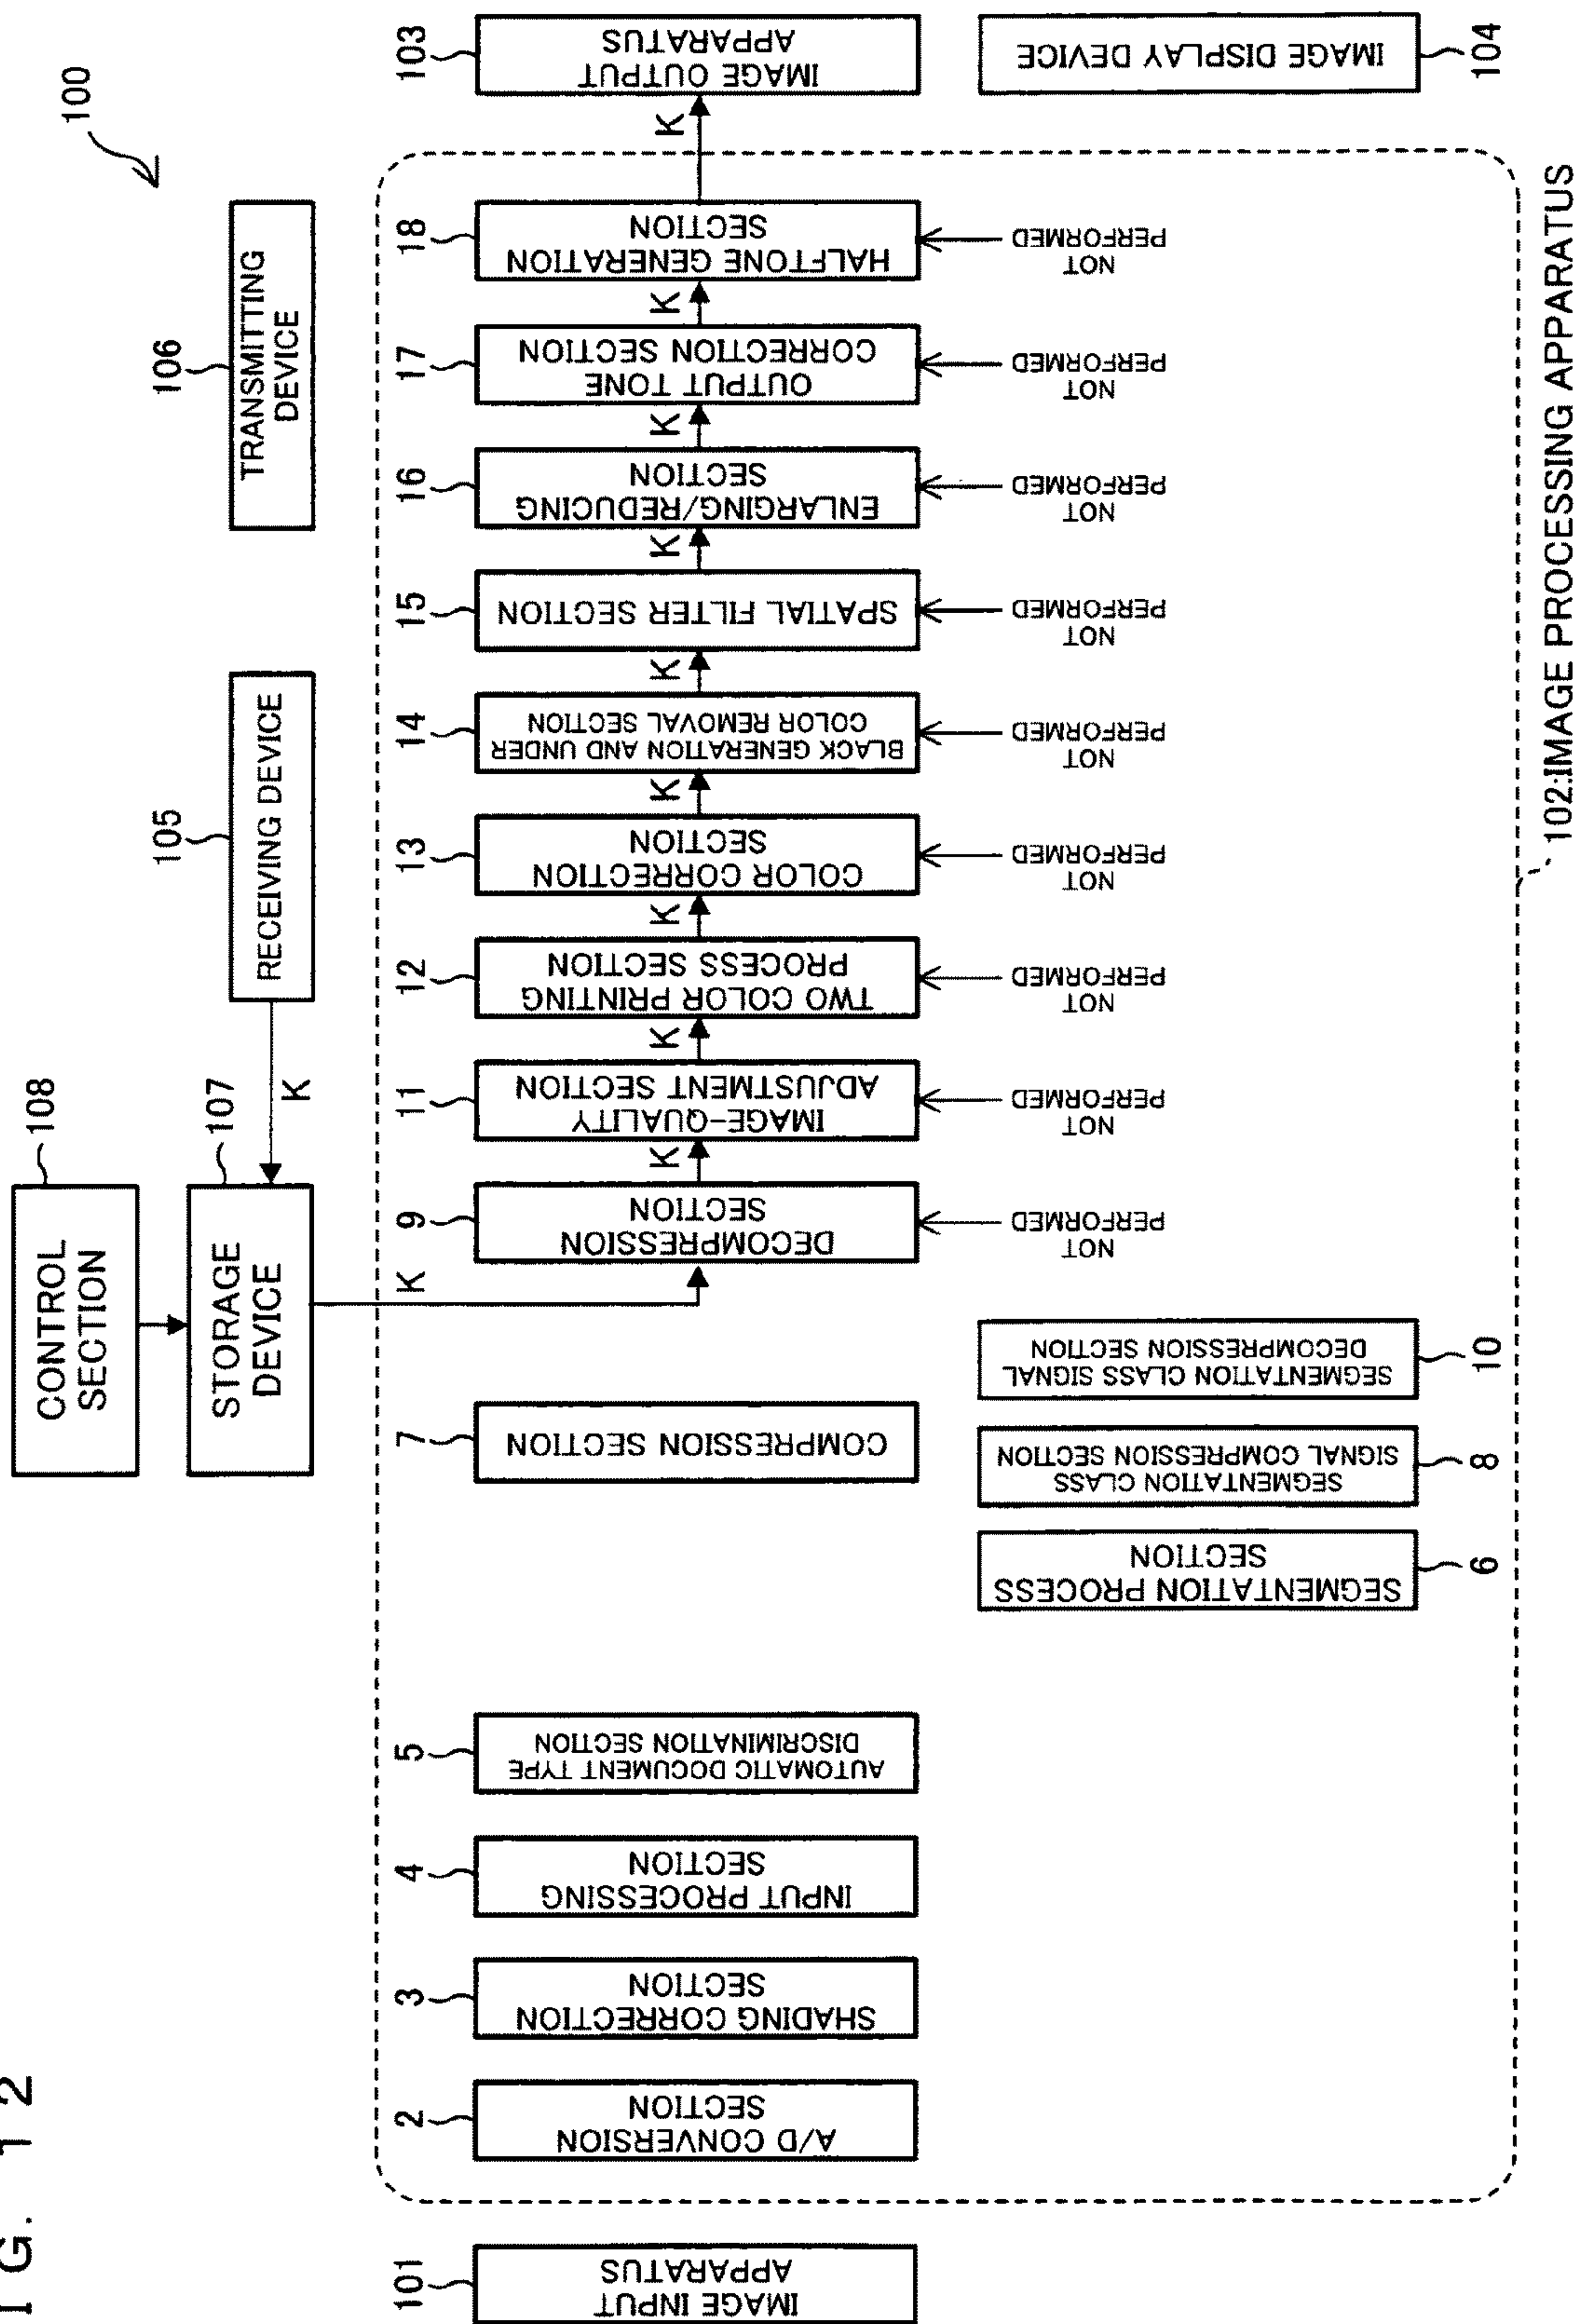 I G. 1 2
100
CONTROL
SECTION
108
STORAGE
DEVICE
107
K
RECEIVING DEVICE
105
TRANSMITTING
DEVICE
106
K
101
IMAGE INPUT
APPARATUS
2
A/D CONVERSION
SECTION
3
SHADING CORRECTION
SECTION
4
INPUT PROCESSING
SECTION
5
AUTOMATIC DOCUMENT TYPE
DISCRIMINATION SECTION
7
COMPRESSION SECTION
9
DECOMPRESSION
SECTION
K
11
IMAGE-QUALITY
ADJUSTMENT SECTION
K
12
TWO COLOR PRINTING
PROCESS SECTION
K
13
COLOR CORRECTION
SECTION
K
14
BLACK GENERATION AND UNDER
COLOR REMOVAL SECTION
K
15
SPATIAL FILTER SECTION
K
16
ENLARGING/REDUCING
SECTION
K
17
OUTPUT TONE
CORRECTION SECTION
K
18
HALFTONE GENERATION
SECTION
K
103
IMAGE OUTPUT
APPARATUS
NOT
PERFORMED
NOT
PERFORMED
NOT
PERFORMED
NOT
PERFORMED
NOT
PERFORMED
NOT
PERFORMED
NOT
PERFORMED
NOT
PERFORMED
NOT
PERFORMED
SEGMENTATION PROCESS
SECTION
6
SEGMENTATION CLASS
SIGNAL COMPRESSION SECTION
8
SEGMENTATION CLASS SIGNAL
DECOMPRESSION SECTION
10
IMAGE DISPLAY DEVICE
104
102:IMAGE PROCESSING APPARATUS